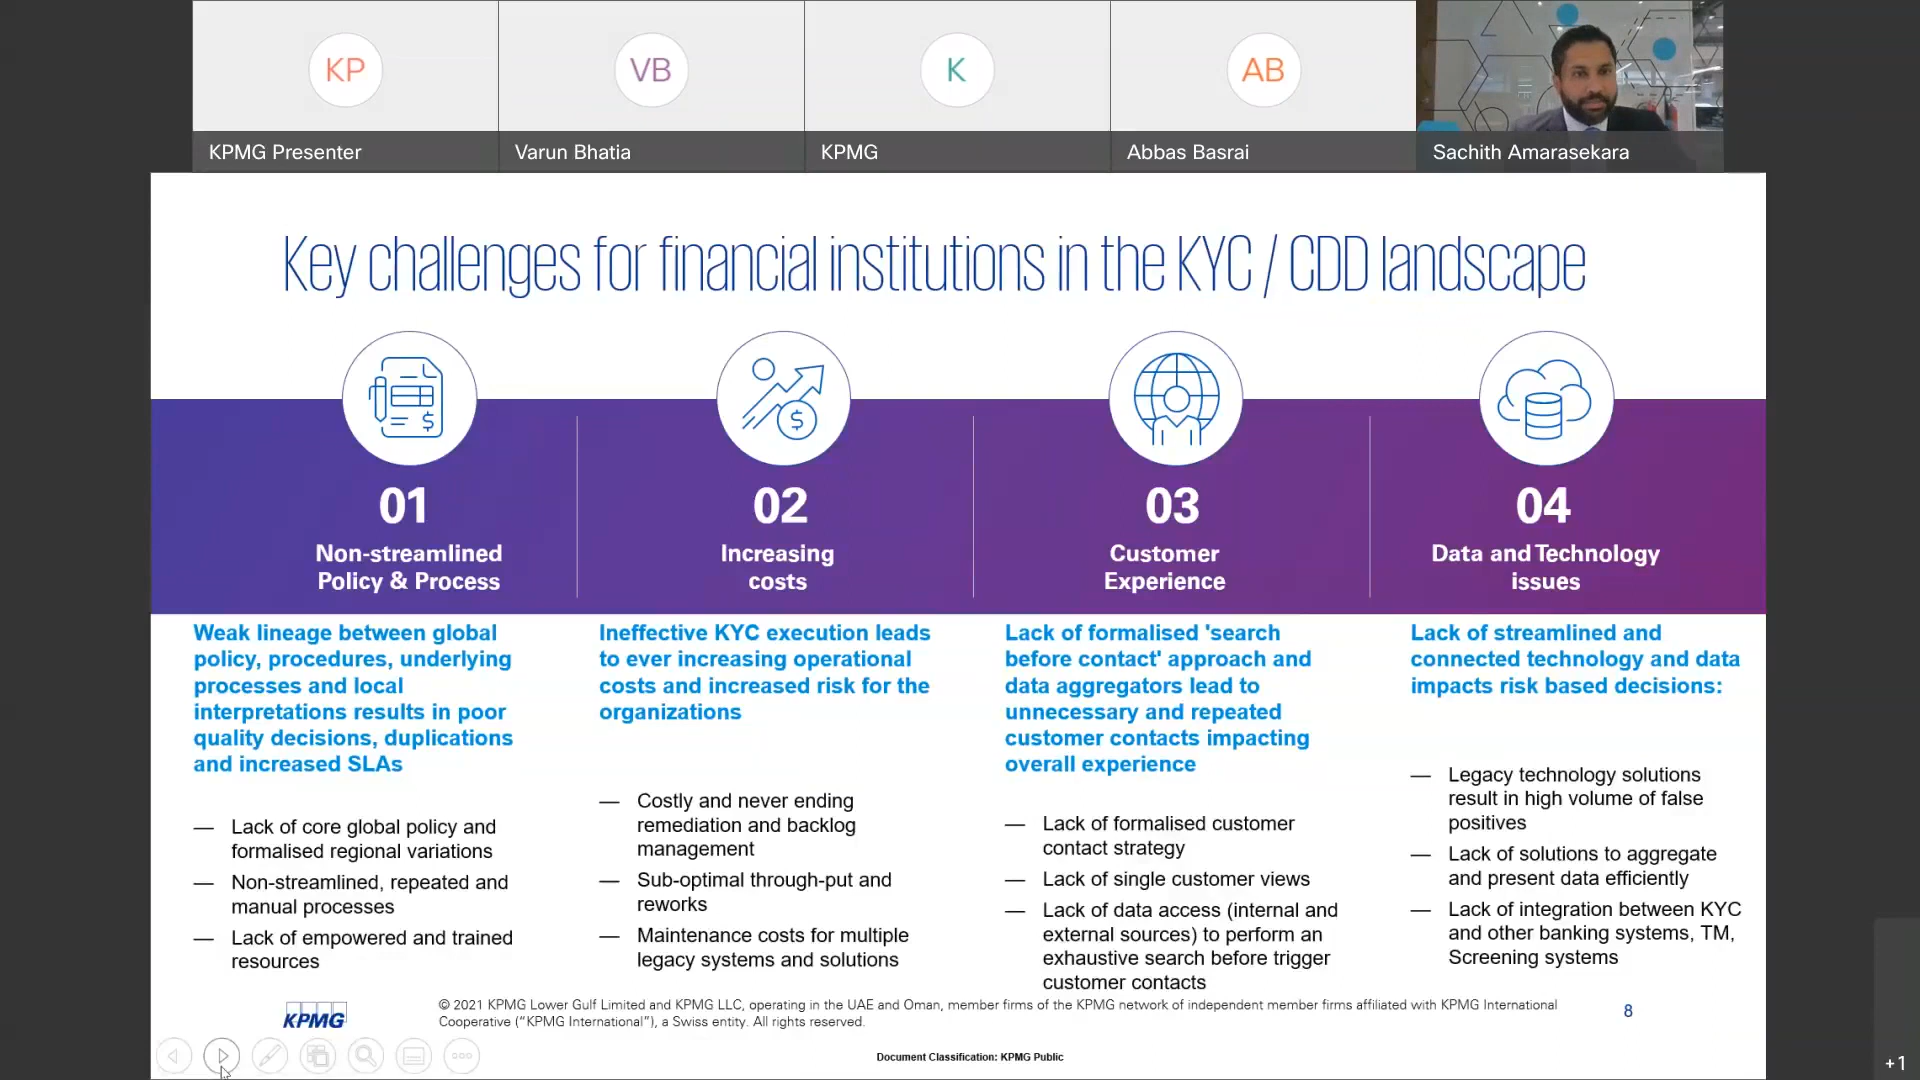 KP
VB
K
AB
KPMG Presenter
Varun Bhatia
KPMG
Abbas Basrai
Sachith Amarasekara
Key challenges for financial institutions in the KYC / CDD landscape
01
Non-streamlined
Policy & Process
02
Increasing
costs
03
Customer
Experience
04
Data and Technology
issues
Weak lineage between global
policy, procedures, underlying
processes and local
interpretations results in poor
quality decisions, duplications
and increased SLAs
— Lack of core global policy and
formalised regional variations
— Non-streamlined, repeated and
manual processes
— Lack of empowered and trained
resources
Ineffective KYC execution leads
to ever increasing operational
costs and increased risk for the
organizations
— Costly and never ending
remediation and backlog
management
— Sub-optimal through-put and
reworks
— Maintenance costs for multiple
legacy systems and solutions
Lack of formalised 'search
before contact' approach and
data aggregators lead to
unnecessary and repeated
customer contacts impacting
overall experience
— Lack of formalised customer
contact strategy
— Lack of single customer views
— Lack of data access (internal and
external sources) to perform an
exhaustive search before trigger
customer contacts
Lack of streamlined and
connected technology and data
impacts risk based decisions:
— Legacy technology solutions
result in high volume of false
positives
— Lack of solutions to aggregate
and present data efficiently
— Lack of integration between KYC
and other banking systems, TM,
Screening systems
KPMG
© 2021 KPMG Lower Gulf Limited and KPMG LLC, operating in the UAE and Oman, member firms of the KPMG network of independent member firms affiliated with KPMG International
Cooperative (“KPMG International”), a Swiss entity. All rights reserved.
8
Document Classification: KPMG Public
+1